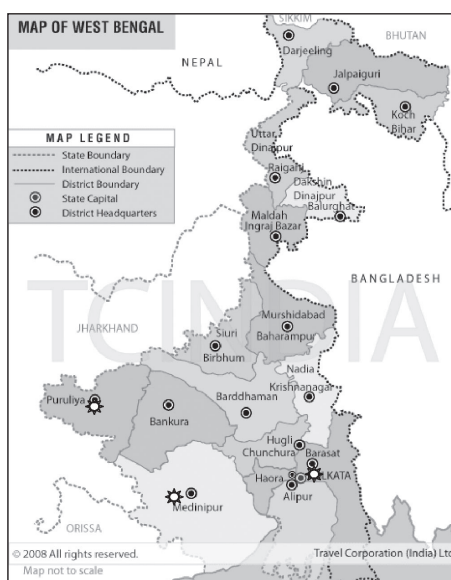 MAP OF WEST BENGAL
SIKKIM
BHUTAN
Darjeeling
NEPAL
Jalpaiguri
Koch
Bihar
MAP LEGEND
State Boundary
International Boundary
District Boundary
State Capital
District Headquarters
Uttar
Dinajpur
Raiganj
Dakshin
Dinajpur
Balurghat
Maldah
Ingraj Bazar
BANGLADESH
TCINDIA
JHARKHAND
Murshidabad
Baharampur
Siuri
Birbhum
Nadia
Krishnanagar
Puruliya
Bankura
Barddhaman
Hugli
Chunchura
Barasat
Haora
KOLKATA
Alipur
Medinipur
ORISSA
© 2008 All rights reserved.
Travel Corporation (India) Ltd
Map not to scale